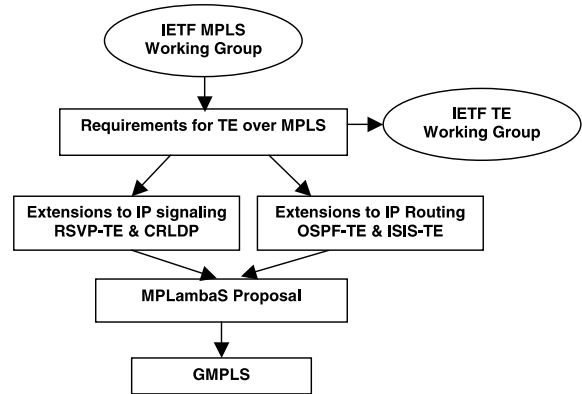 IETF MPLS
Working Group
Requirements for TE over MPLS
IETF TE
Working Group
Extensions to IP signaling
RSVP-TE & CRLDP
Extensions to IP Routing
OSPF-TE & ISIS-TE
MPLambaS Proposal
GMPLS